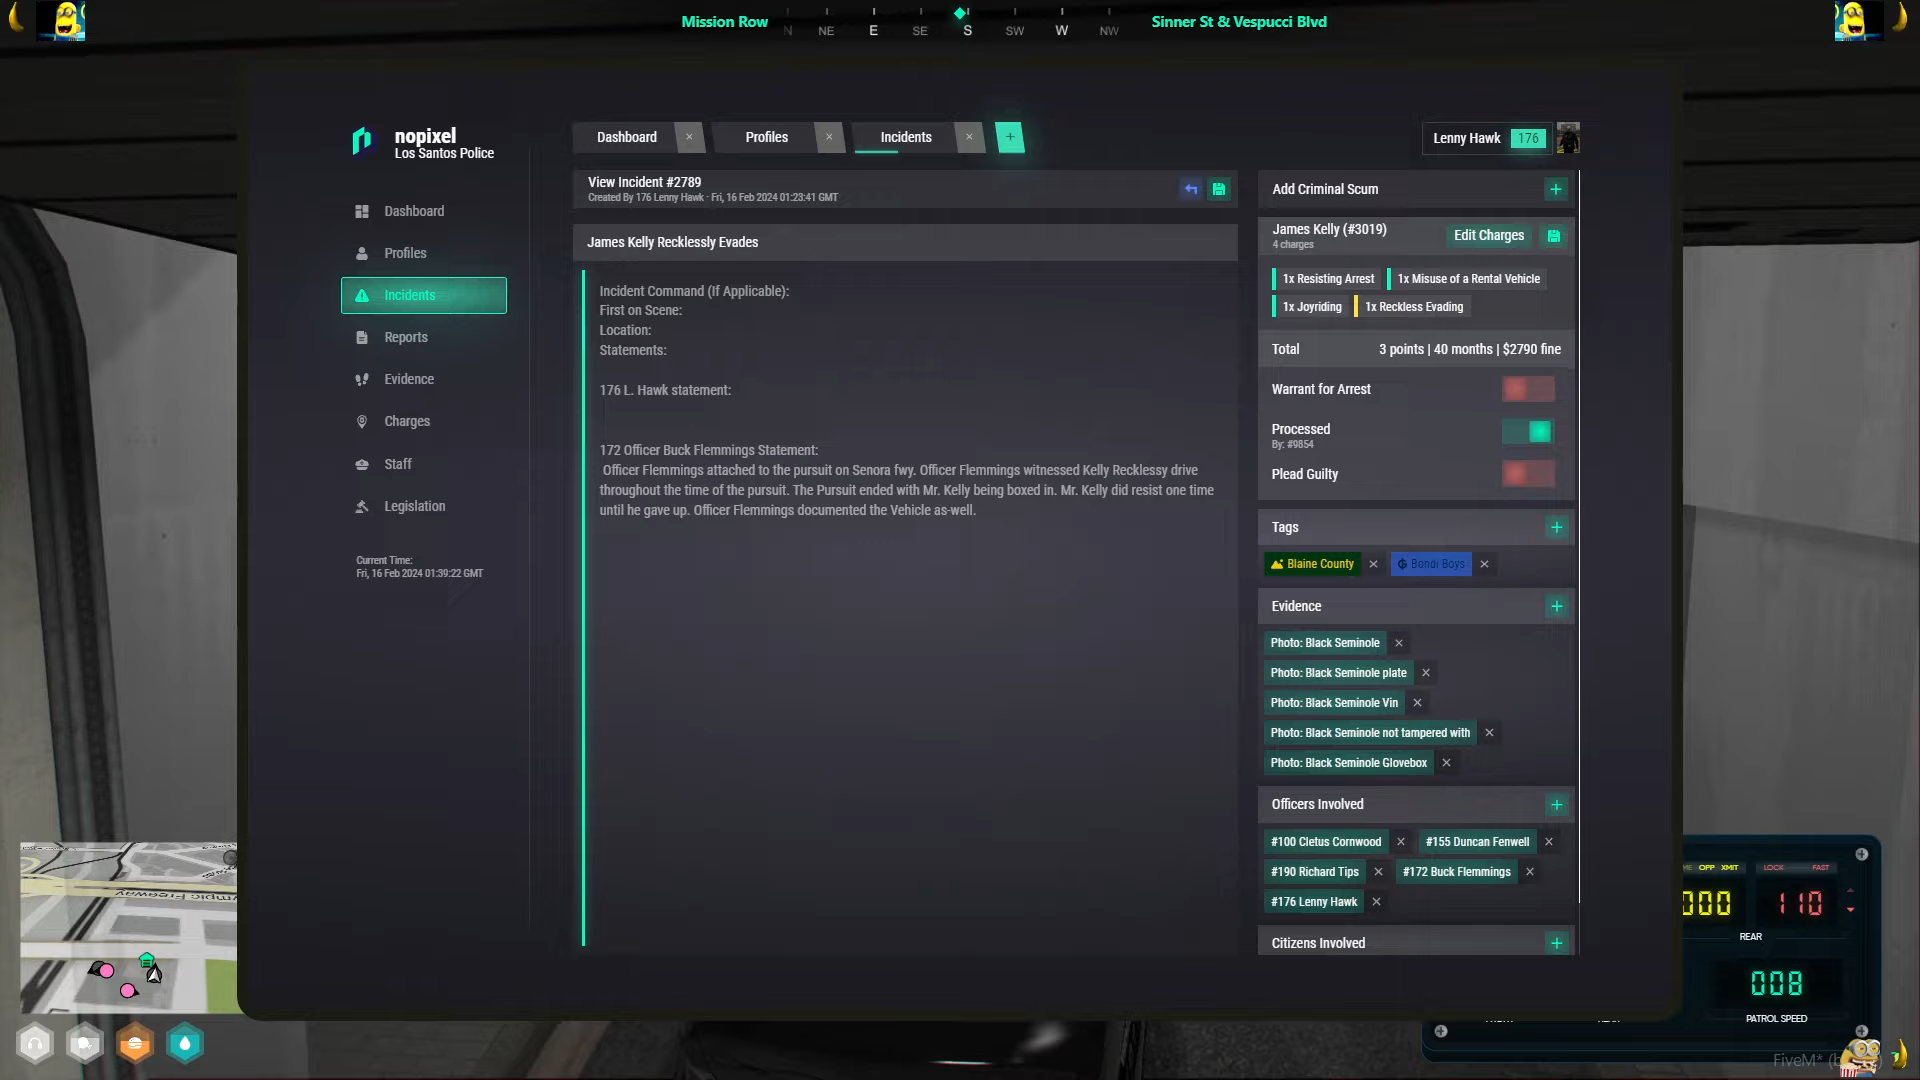 Mission Row
N NE E SE S SW W NW
Sinner St & Vespucci Blvd
nopixel
Los Santos Police
Dashboard ×
Profiles ×
Incidents ×
+
Lenny Hawk 176
Dashboard
Profiles
Incidents
Reports
Evidence
Charges
Staff
Legislation
Current Time:
Fri, 16 Feb 2024 01:39:22 GMT
View Incident #2789
Created By 176 Lenny Hawk - Fri, 16 Feb 2024 01:23:41 GMT
James Kelly Recklessly Evades
Incident Command (If Applicable):
First on Scene:
Location:
Statements:
176 L. Hawk statement:
172 Officer Buck Flemmings Statement:
Officer Flemmings attached to the pursuit on Senora fwy. Officer Flemmings witnessed Kelly Recklessy drive
throughout the time of the pursuit. The Pursuit ended with Mr. Kelly being boxed in. Mr. Kelly did resist one time
until he gave up. Officer Flemmings documented the Vehicle as-well.
Add Criminal Scum +
James Kelly (#3019)
4 charges
Edit Charges
1x Resisting Arrest 1x Misuse of a Rental Vehicle
1x Joyriding 1x Reckless Evading
Total 3 points | 40 months | $2790 fine
Warrant for Arrest
Processed
By: #9854
Plead Guilty
Tags +
Blaine County × Bondi Boys ×
Evidence +
Photo: Black Seminole ×
Photo: Black Seminole plate ×
Photo: Black Seminole Vin ×
Photo: Black Seminole not tampered with ×
Photo: Black Seminole Glovebox ×
Officers Involved +
#100 Cletus Cornwood × #155 Duncan Fenwell ×
#190 Richard Tips × #172 Buck Flemmings ×
#176 Lenny Hawk ×
Citizens Involved +
OPP XMIT LOCK FAST
000 110
REAR
008
PATROL SPEED
FiveM*